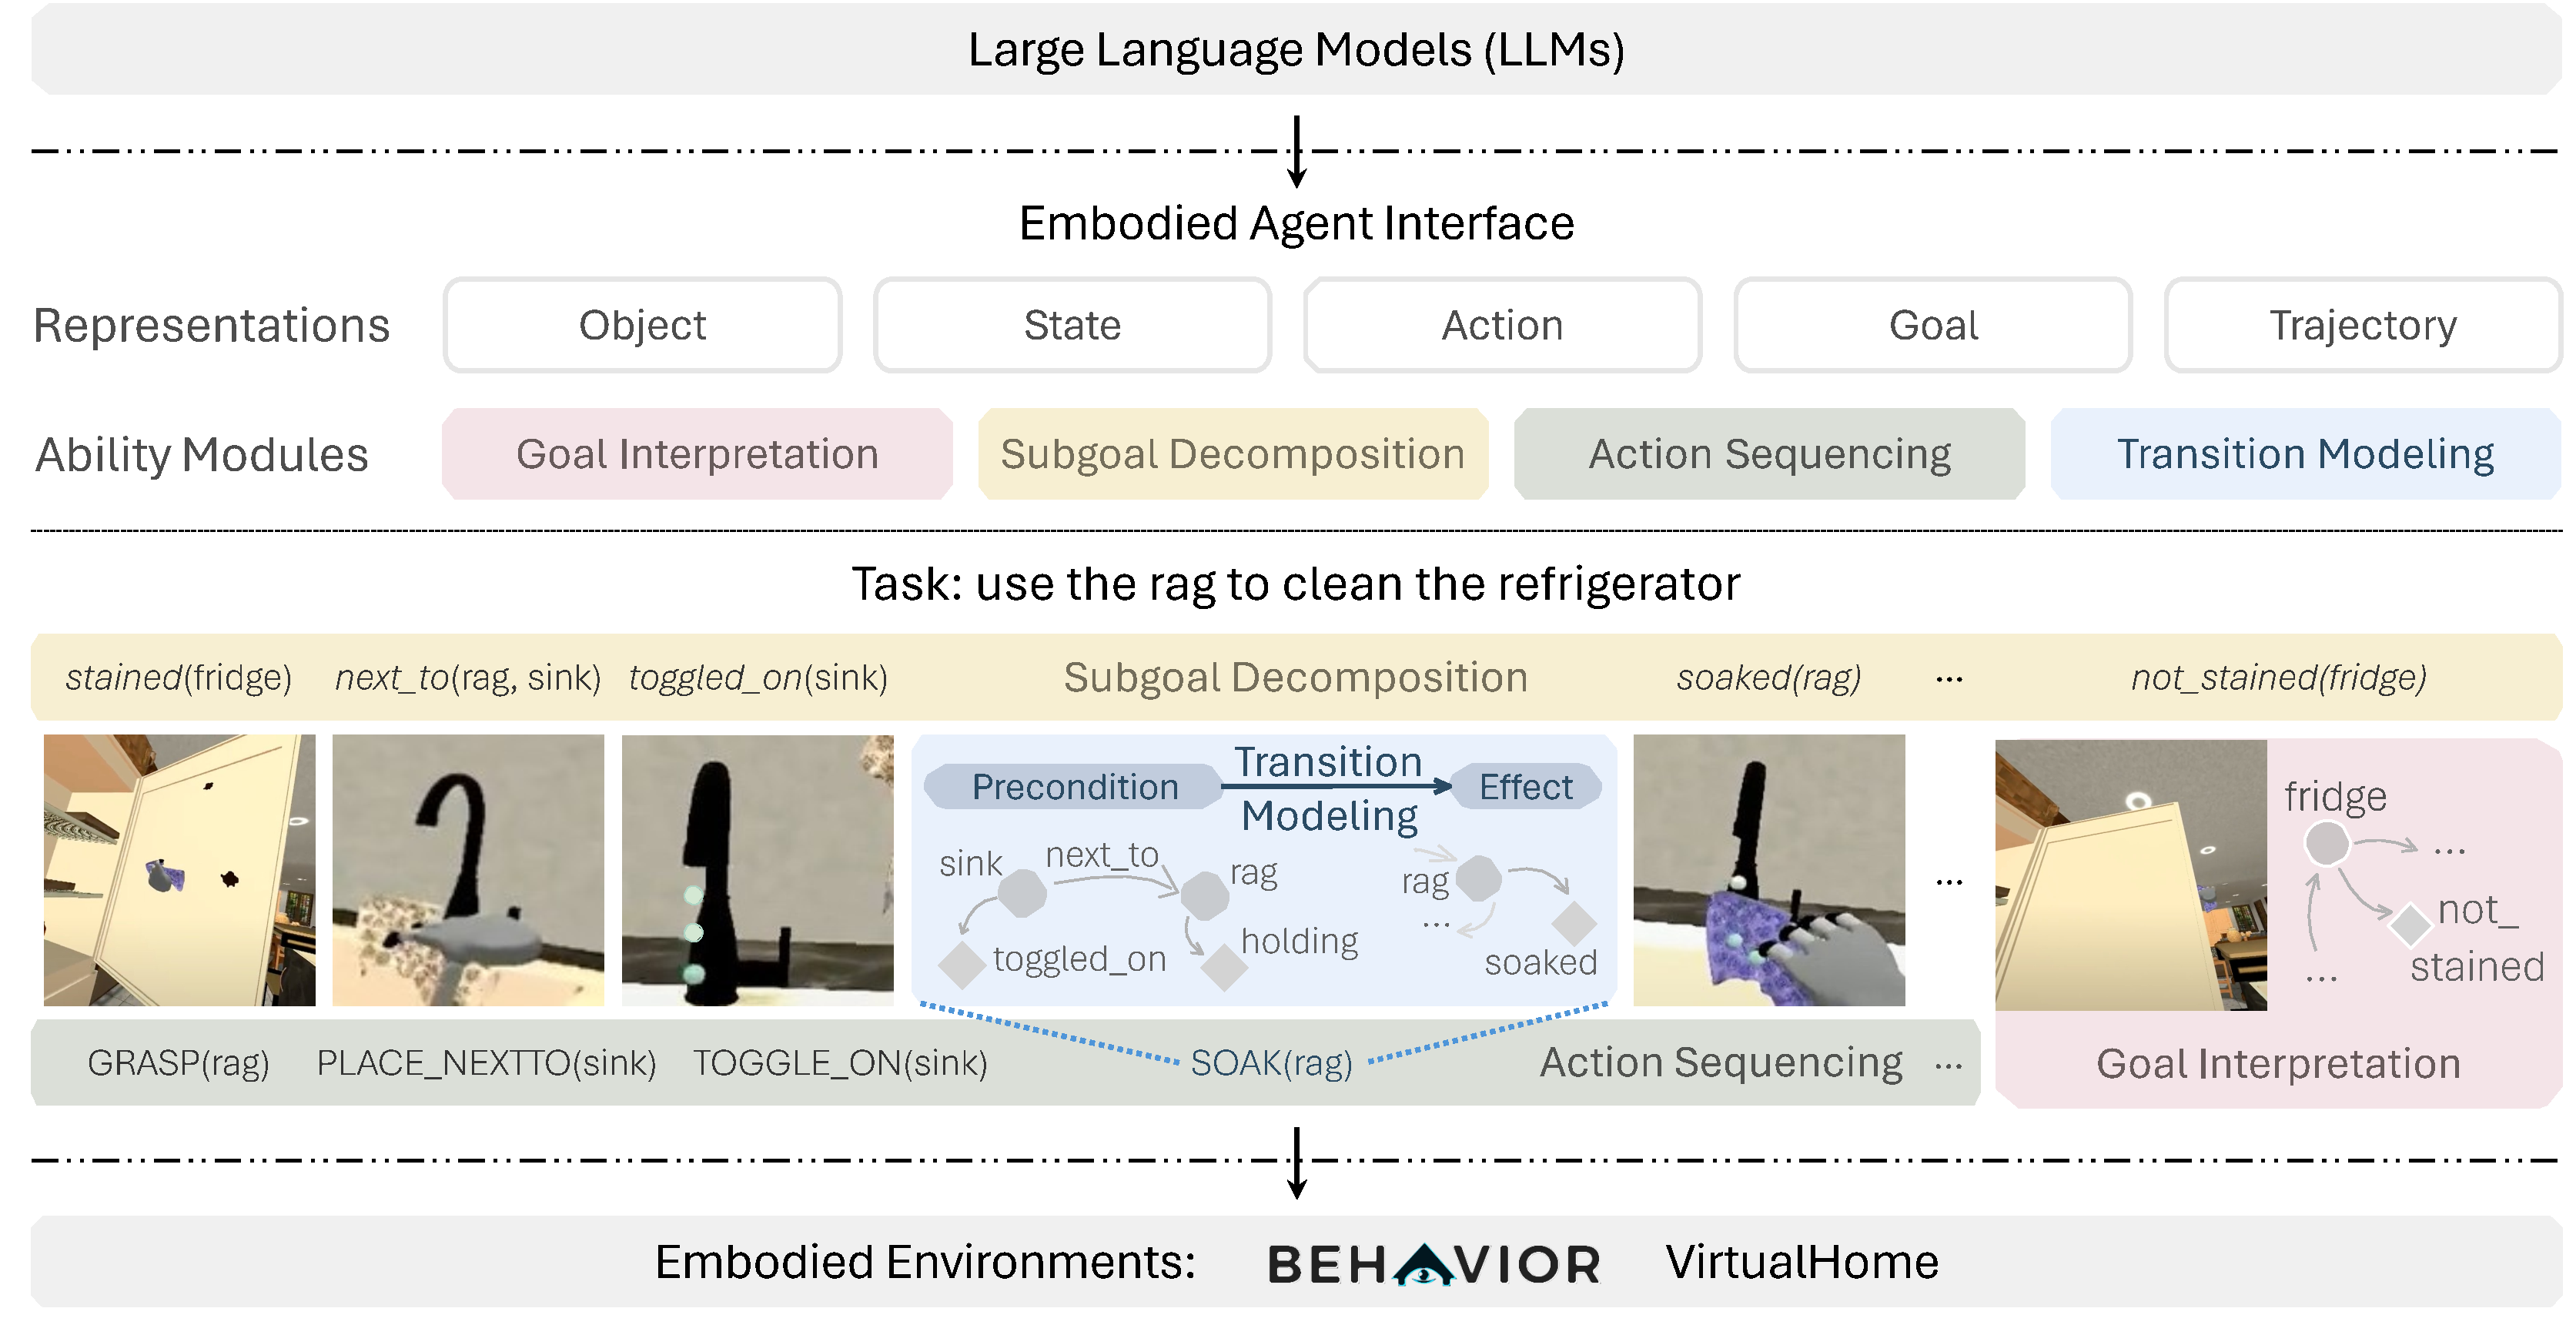 Large Language Models (LLMs)
Embodied Agent Interface
Representations Object State Action Goal Trajectory
Ability Modules Goal Interpretation Subgoal Decomposition Action Sequencing Transition Modeling
Task: use the rag to clean the refrigerator
stained(fridge) next_to(rag, sink) toggled_on(sink) Subgoal Decomposition soaked(rag) ... not_stained(fridge)
Precondition Transition Modeling Effect
sink next_to rag rag
toggled_on holding ... soaked
...
fridge
...
not_
stained
...
GRASP(rag) PLACE_NEXTTO(sink) TOGGLE_ON(sink) SOAK(rag) Action Sequencing ... Goal Interpretation
Embodied Environments: BEHAVIOR VirtualHome